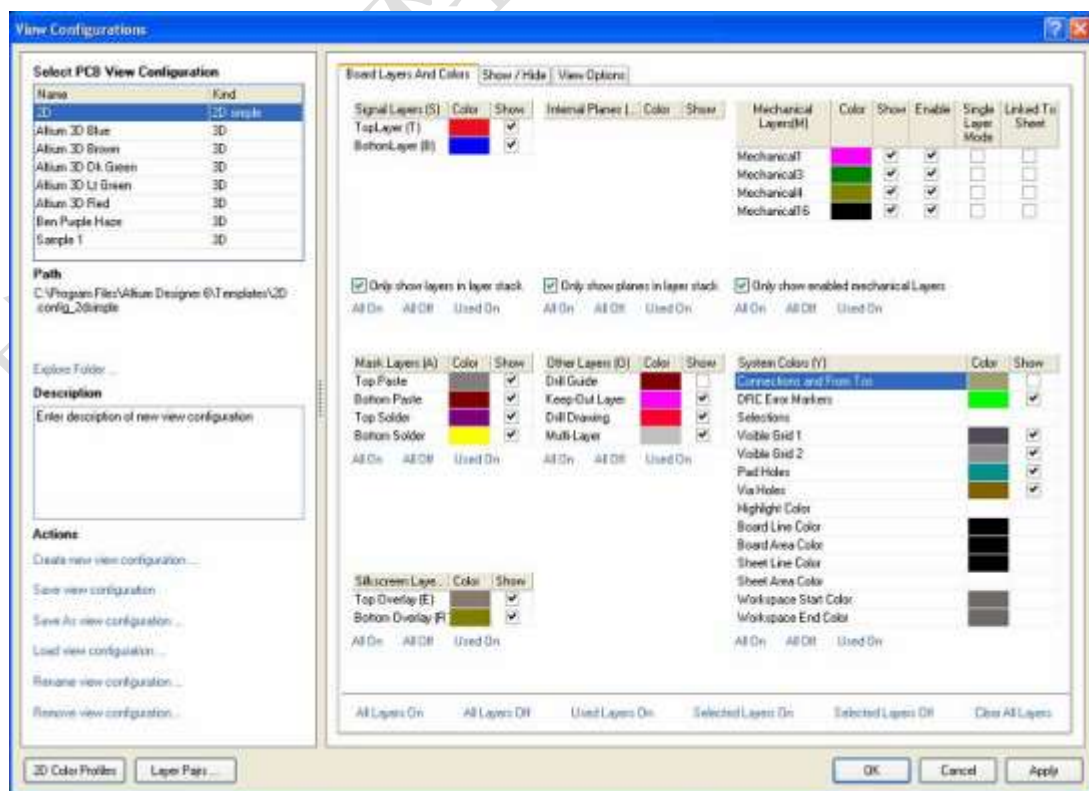 View Configurations
Select PCB View Configuration
Name Kind
2D 2D simple
Altium 3D Blue 3D
Altium 3D Brown 3D
Altium 3D Dk Green 3D
Altium 3D Lt Green 3D
Altium 3D Red 3D
Ben Purple Haze 3D
Sample 1 3D
Path
C:\Program Files\Altium Designer 6\Templates\2D
config_2dsimple
Explore Folder ...
Description
Enter description of new view configuration
Actions
Create new view configuration ...
Save view configuration
Save As view configuration ...
Load view configuration ...
Rename view configuration ...
Remove view configuration ...
2D Color Profiles Layer Pairs ...
Board Layers And Colors Show / Hide View Options
Signal Layers (S) Color Show
TopLayer (T)
BottomLayer (B)
Only show layers in layer stack
All On All Off Used On
Internal Planes (... Color Show
Only show planes in layer stack
All On All Off Used On
Mechanical Layers(M) Color Show Enable Single Layer Mode Linked To Sheet
Mechanical1
Mechanical3
Mechanical4
Mechanical16
Only show enabled mechanical Layers
All On All Off Used On
Mask Layers (A) Color Show
Top Paste
Bottom Paste
Top Solder
Bottom Solder
All On All Off Used On
Other Layers (O) Color Show
Drill Guide
Keep-Out Layer
Drill Drawing
Multi-Layer
All On All Off Used On
System Colors (Y) Color Show
Connections and From Tos
DRC Error Markers
Selections
Visible Grid 1
Visible Grid 2
Pad Holes
Via Holes
Highlight Color
Board Line Color
Board Area Color
Sheet Line Color
Sheet Area Color
Workspace Start Color
Workspace End Color
All On All Off Used On
Silkscreen Laye... Color Show
Top Overlay (E)
Bottom Overlay (R
All On All Off Used On
All Layers On All Layers Off Used Layers On Selected Layers On Selected Layers Off Clear All Layers
OK Cancel Apply